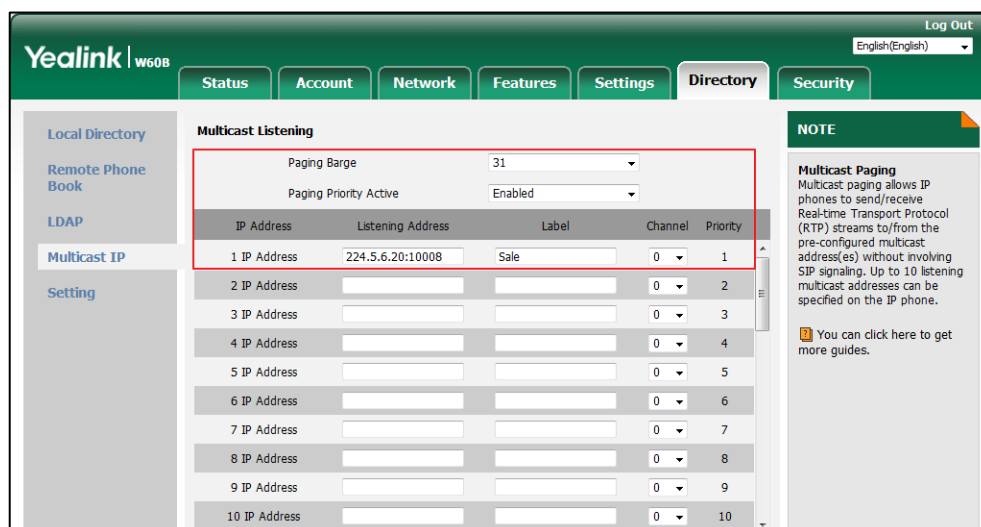 Log Out
Yealink | W60B
English(English)
Status Account Network Features Settings Directory Security
Local Directory
Remote Phone
Book
LDAP
Multicast IP
Setting
Multicast Listening
Paging Barge 31
Paging Priority Active Enabled
IP Address Listening Address Label Channel Priority
1 IP Address 224.5.6.20:10008 Sale 0 1
2 IP Address 0 2
3 IP Address 0 3
4 IP Address 0 4
5 IP Address 0 5
6 IP Address 0 6
7 IP Address 0 7
8 IP Address 0 8
9 IP Address 0 9
10 IP Address 0 10
NOTE
Multicast Paging
Multicast paging allows IP
phones to send/receive
Real-time Transport Protocol
(RTP) streams to/from the
pre-configured multicast
address(es) without involving
SIP signaling. Up to 10 listening
multicast addresses can be
specified on the IP phone.
You can click here to get
more guides.